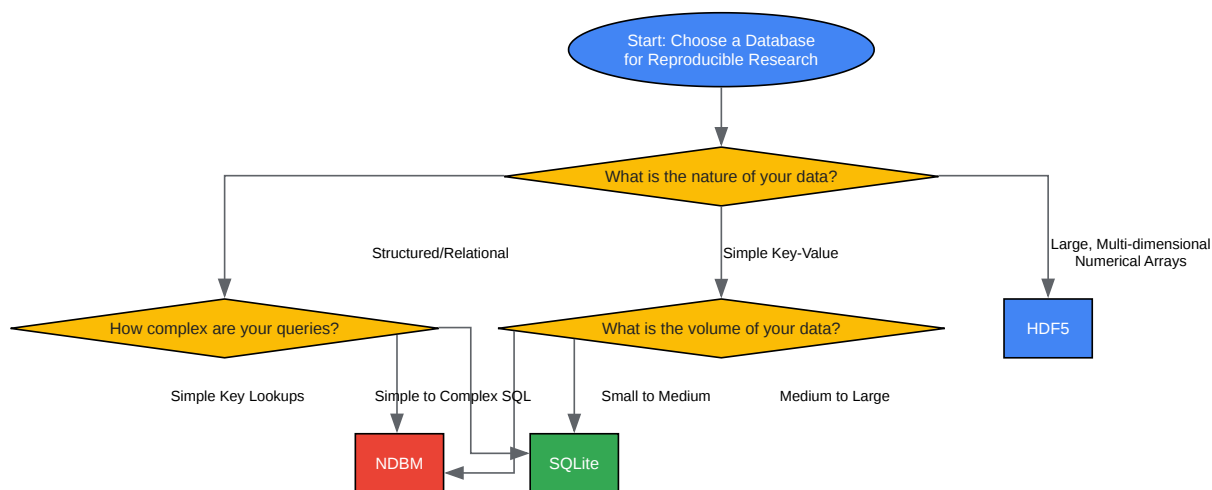 Start: Choose a Database
for Reproducible Research
What is the nature of your data?
Structured/Relational
Simple Key-Value
Large, Multi-dimensional
Numerical Arrays
How complex are your queries?
What is the volume of your data?
HDF5
Simple Key Lookups
Simple to Complex SQL
Small to Medium
Medium to Large
NDBM
SQLite